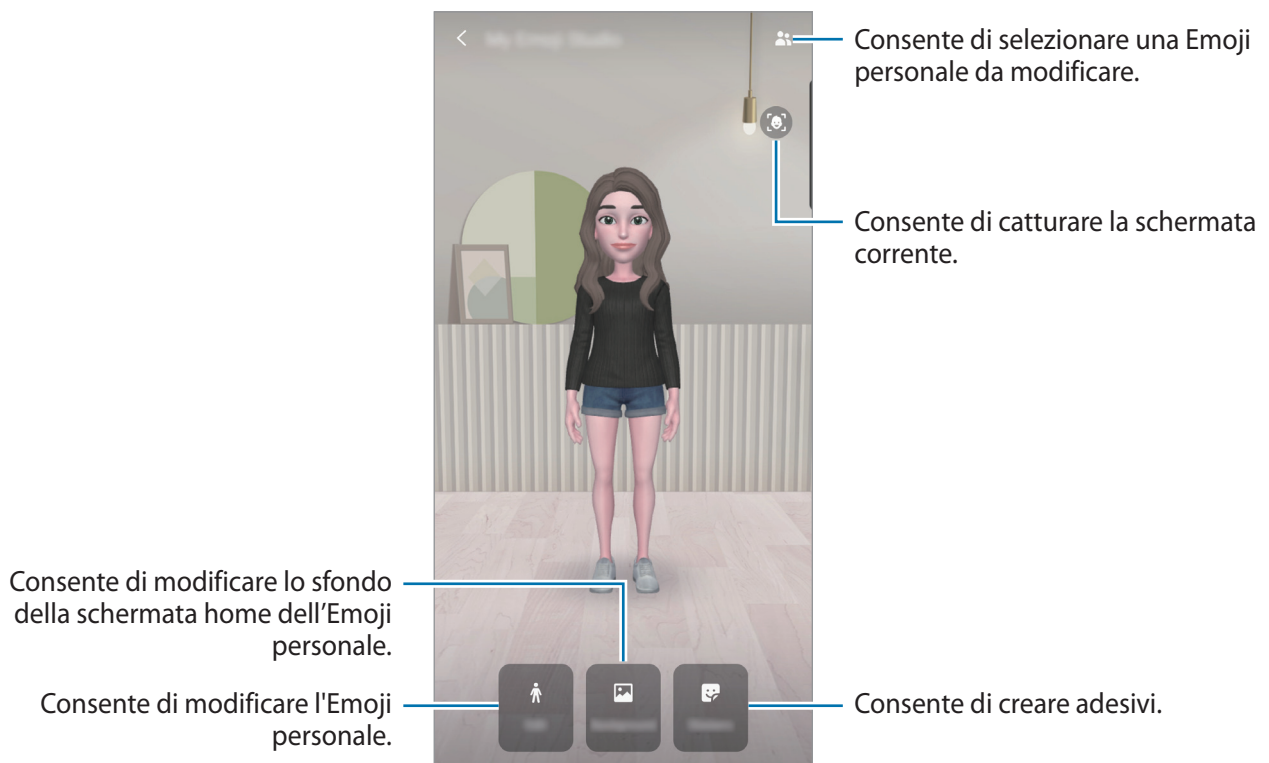 Consente di selezionare una Emoji
personale da modificare.
Consente di catturare la schermata
corrente.
Consente di modificare lo sfondo
della schermata home dell’Emoji
personale.
Consente di modificare l'Emoji
personale.
Consente di creare adesivi.